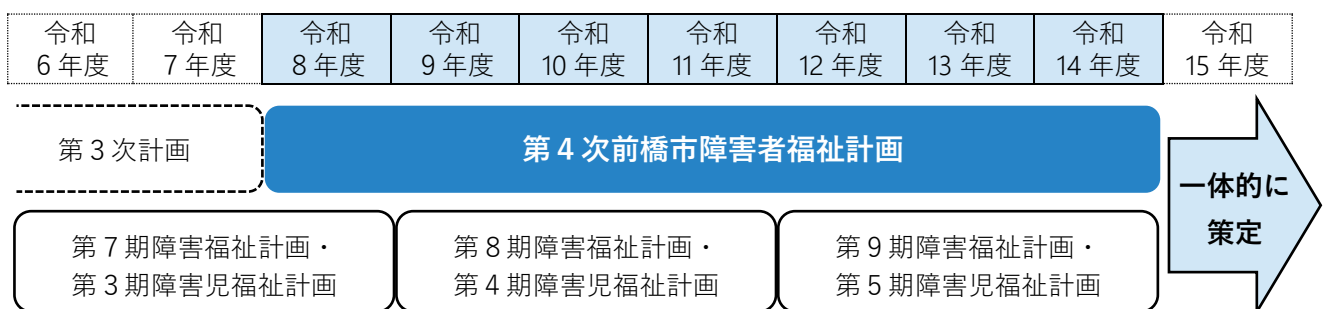 令和 令和 令和 令和 令和 令和 令和 令和 令和 令和
6年度 7年度 8年度 9年度 10年度 11年度 12年度 13年度 14年度 15年度
第3次計画
第4次前橋市障害者福祉計画
一体的に
策定
第7期障害福祉計画・
第3期障害児福祉計画
第8期障害福祉計画・
第4期障害児福祉計画
第9期障害福祉計画・
第5期障害児福祉計画